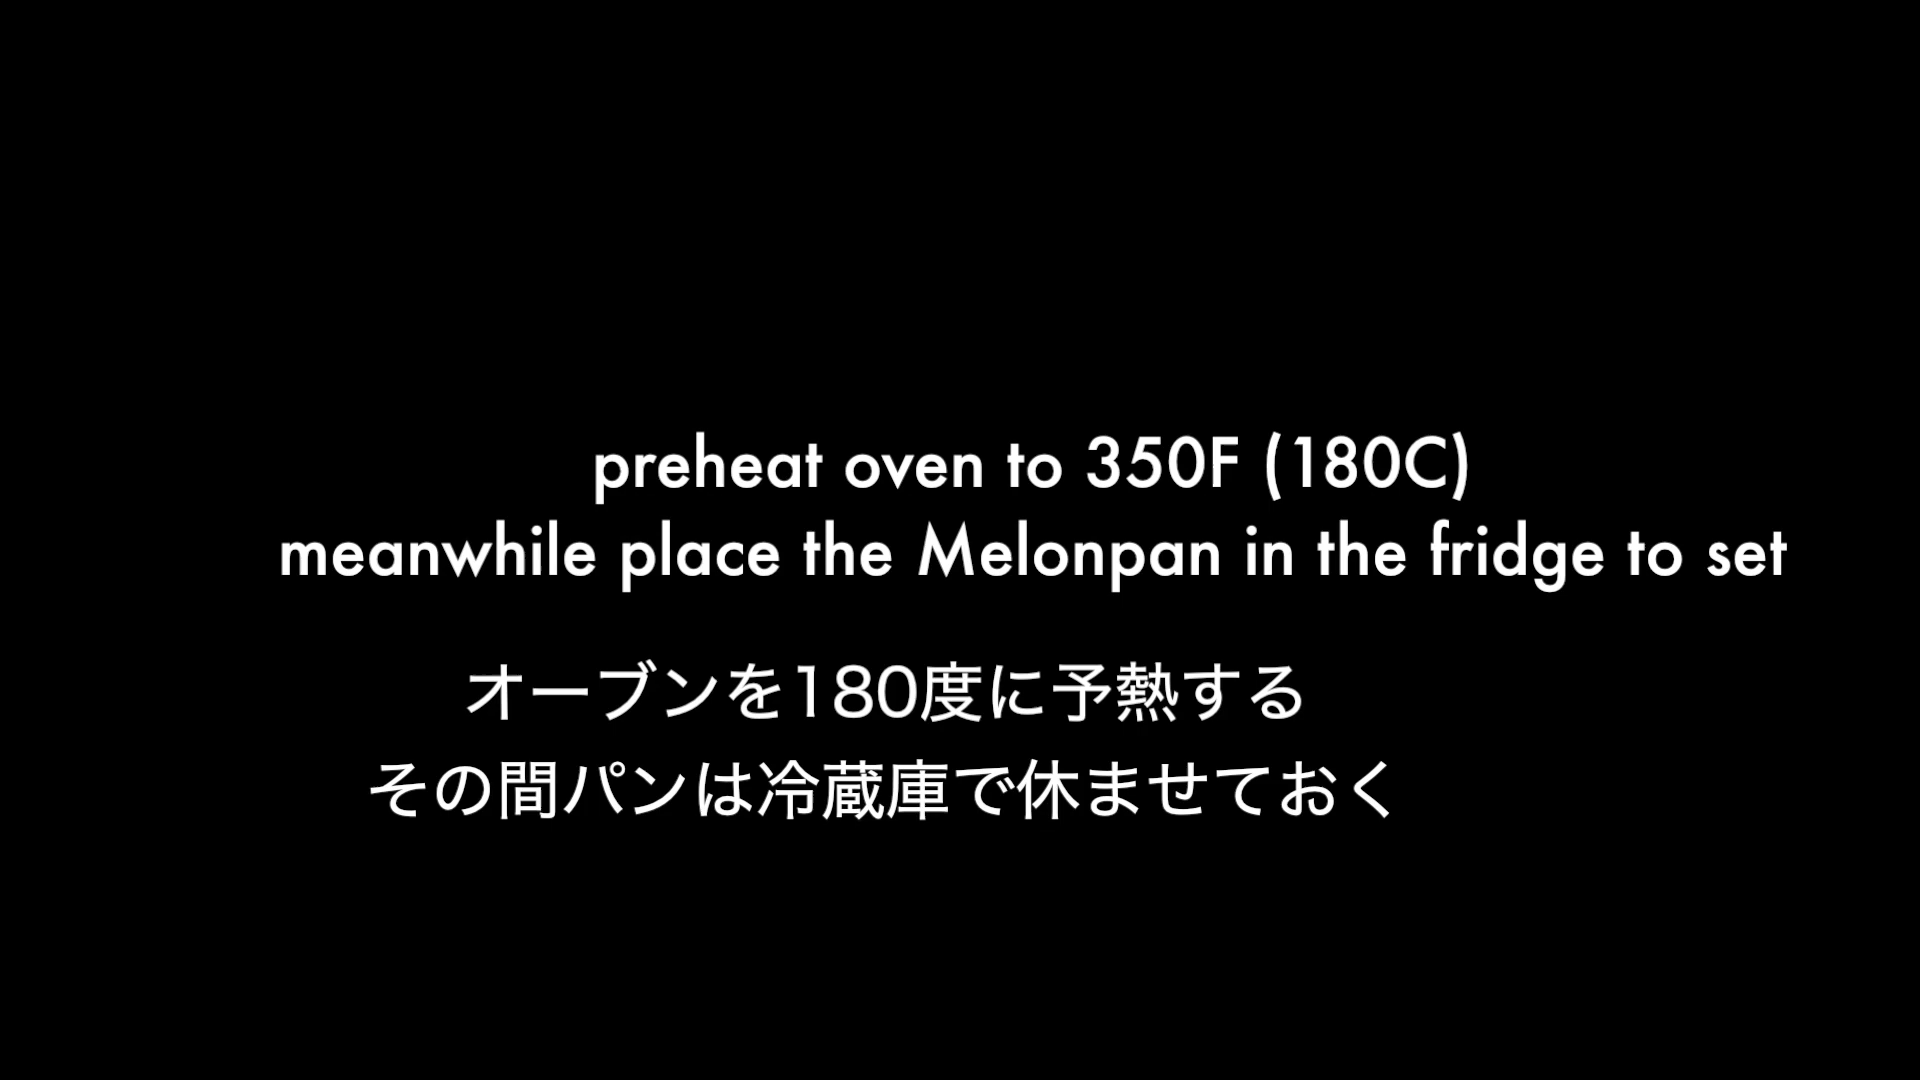 preheat oven to 350F (180C)
meanwhile place the Melonpan in the fridge to set
オーブンを180度に予熱する
その間パンは冷蔵庫で休ませておく